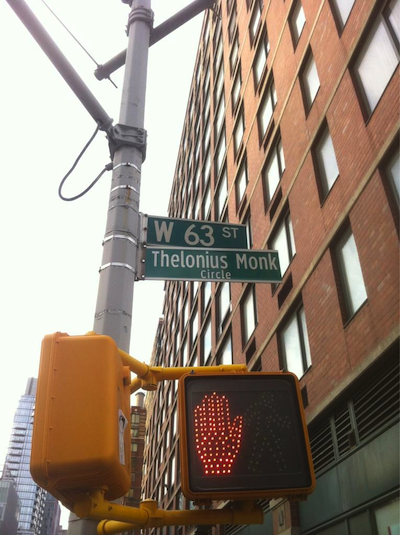 W 63 ST
Thelonius Monk
Circle